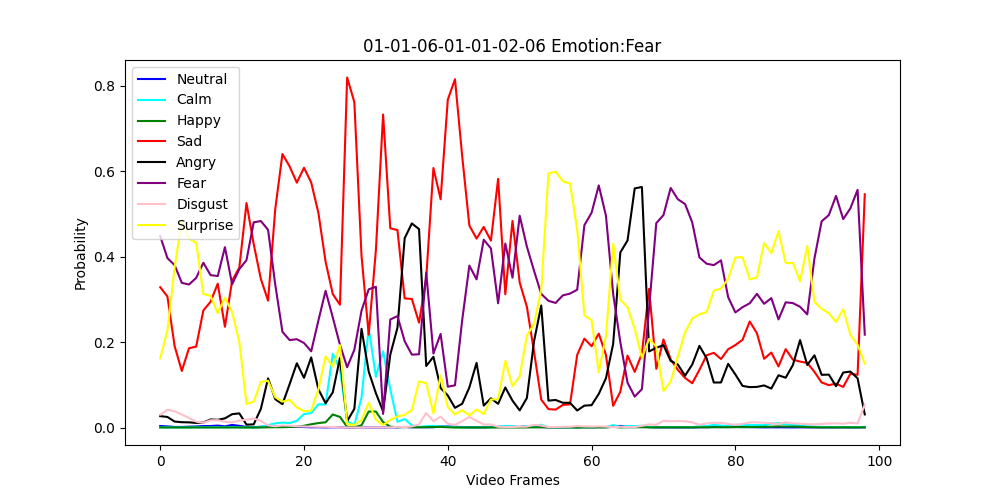 01-01-06-01-01-02-06 Emotion:Fear
Neutral
Calm
Happy
Sad
Angry
Fear
Disgust
Surprise
Probability
0.8
0.6
0.4
0.2
0.0
0
20
40
60
80
100
Video Frames